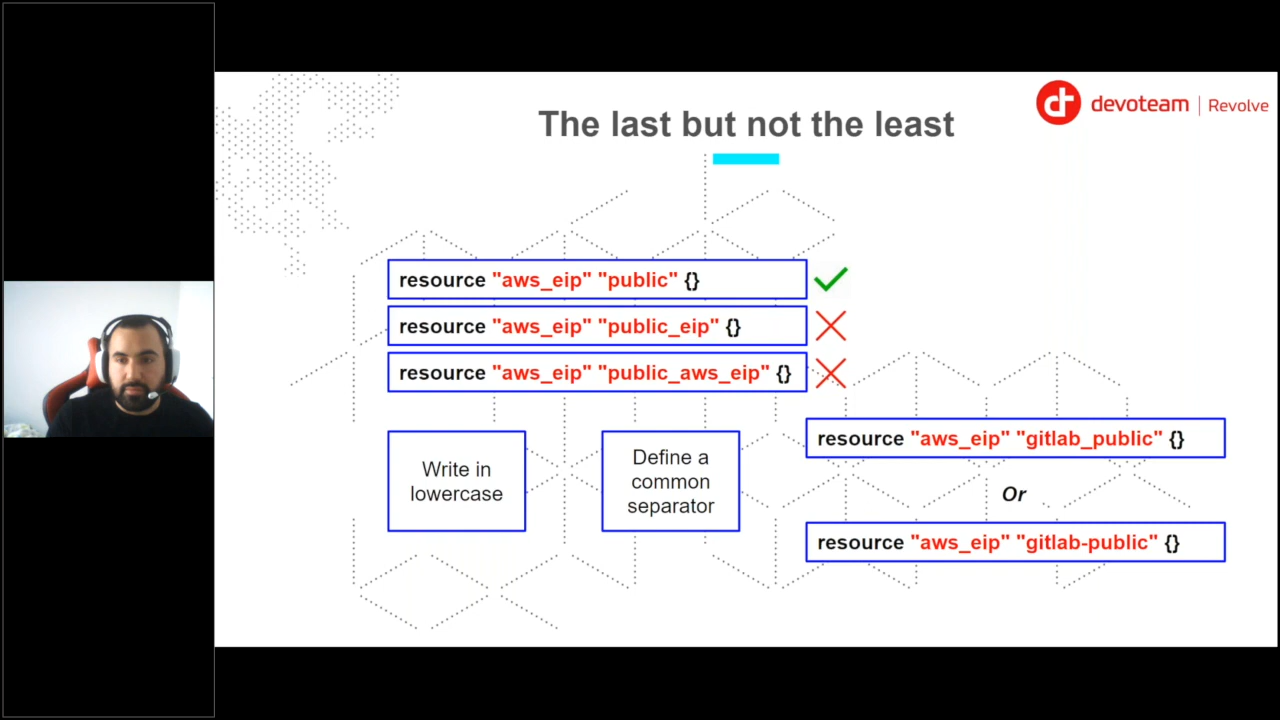 devoteam | Revolve
The last but not the least
resource "aws_eip" "public" {}
resource "aws_eip" "public_eip" {}
resource "aws_eip" "public_aws_eip" {}
Write in
lowercase
Define a
common
separator
resource "aws_eip" "gitlab_public" {}
Or
resource "aws_eip" "gitlab-public" {}